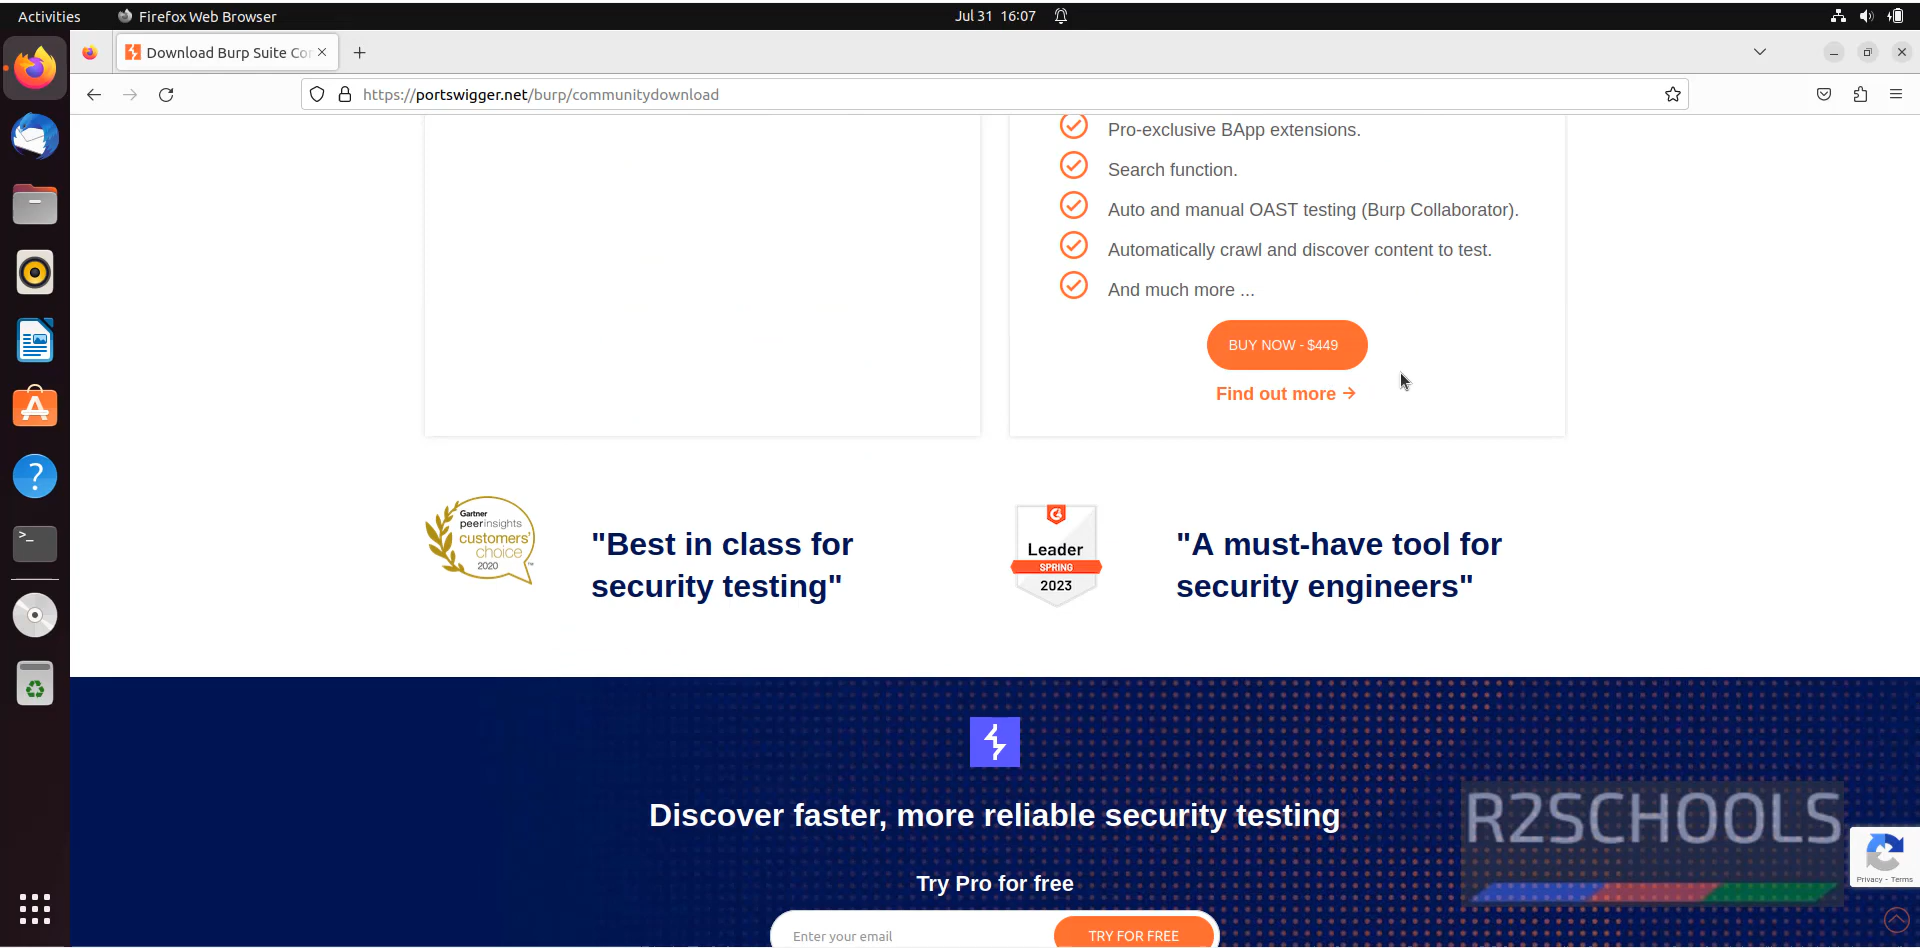 Activities
Firefox Web Browser
Jul 31 16:07
Download Burp Suite Co
https://portswigger.net/burp/communitydownload
Pro-exclusive BApp extensions.
Search function.
Auto and manual OAST testing (Burp Collaborator).
Automatically crawl and discover content to test.
And much more ...
BUY NOW - $449
Find out more →
Gartner
peerinsights
customers'
choice
2020
"Best in class for
security testing"
Leader
SPRING
2023
"A must-have tool for
security engineers"
Discover faster, more reliable security testing
R2SCHOOLS
Try Pro for free
Privacy - Terms
Enter your email
TRY FOR FREE